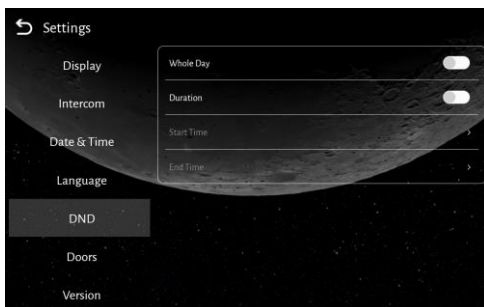 Settings
Display
Intercom
Date & Time
Language
DND
Doors
Version
Whole Day
Duration
Start Time
End Time